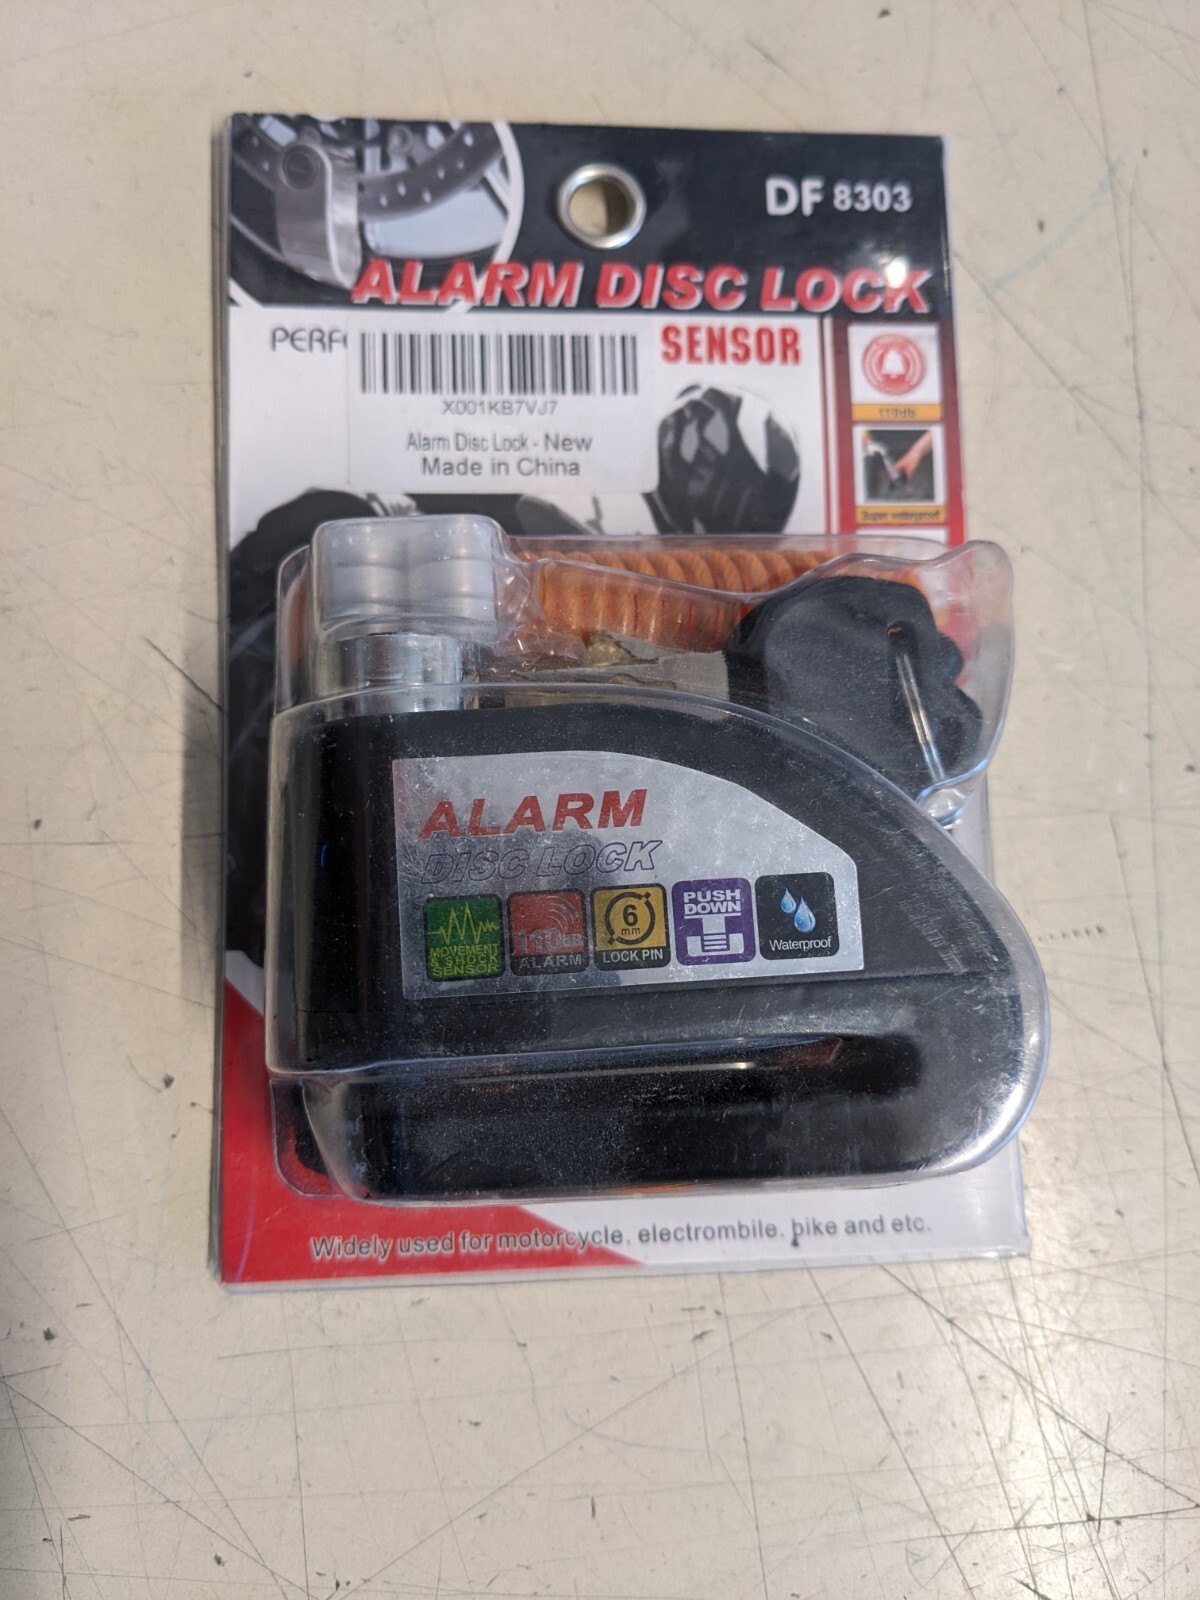 DF 8303
ALARM DISC LOCK
SENSOR
X001KB7VJ7
Alarm Disc Lock - New
Made in China
110db
Super waterproof
ALARM
DISC LOCK
MOVEMENT
& SHOCK
SENSOR
110dB
ALARM
6
mm
LOCK PIN
PUSH
DOWN
Waterproof
Widely used for motorcycle, electrombile, bike and etc.